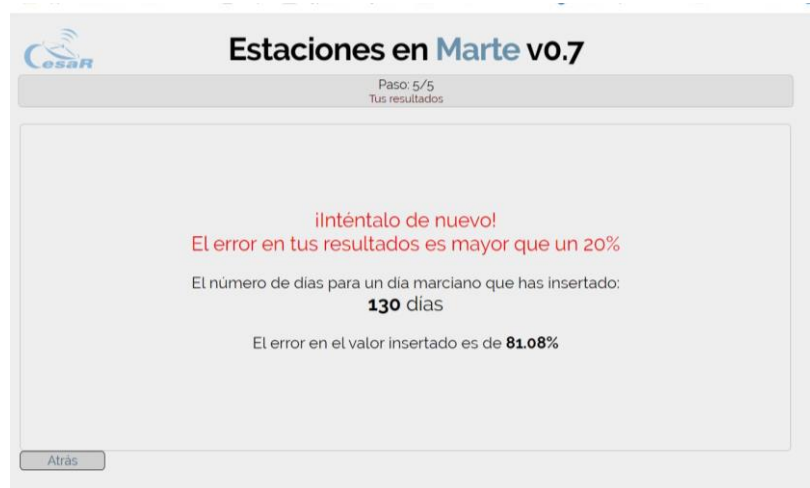 CesaR
Estaciones en Marte v0.7
Paso: 5/5
Tus resultados
¡Inténtalo de nuevo!
El error en tus resultados es mayor que un 20%
El número de días para un día marciano que has insertado:
130 días
El error en el valor insertado es de 81.08%
Atrás